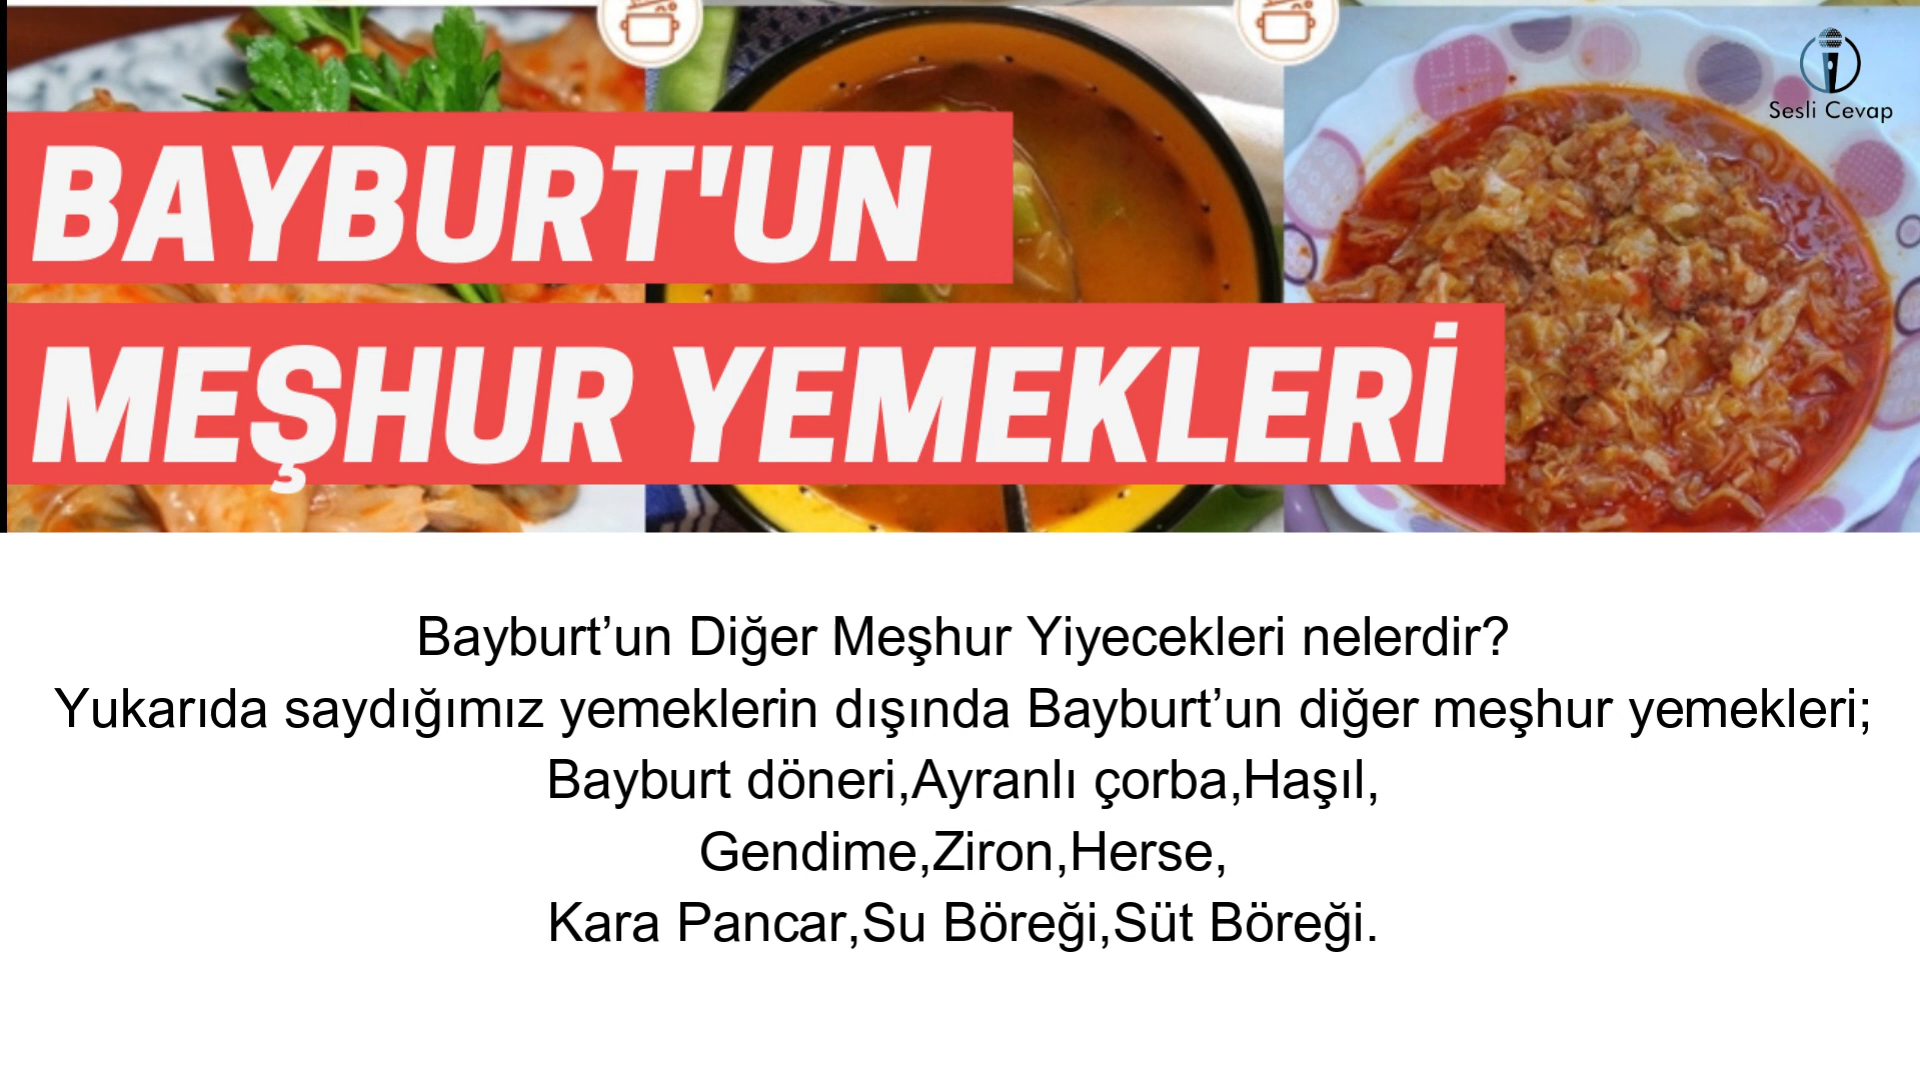 Sesli Cevap
BAYBURT'UN
MEŞHUR YEMEKLERİ
Bayburt’un Diğer Meşhur Yiyecekleri nelerdir?
Yukarıda saydığımız yemeklerin dışında Bayburt’un diğer meşhur yemekleri;
Bayburt döneri,Ayranlı çorba,Haşıl,
Gendime,Ziron,Herse,
Kara Pancar,Su Böreği,Süt Böreği.